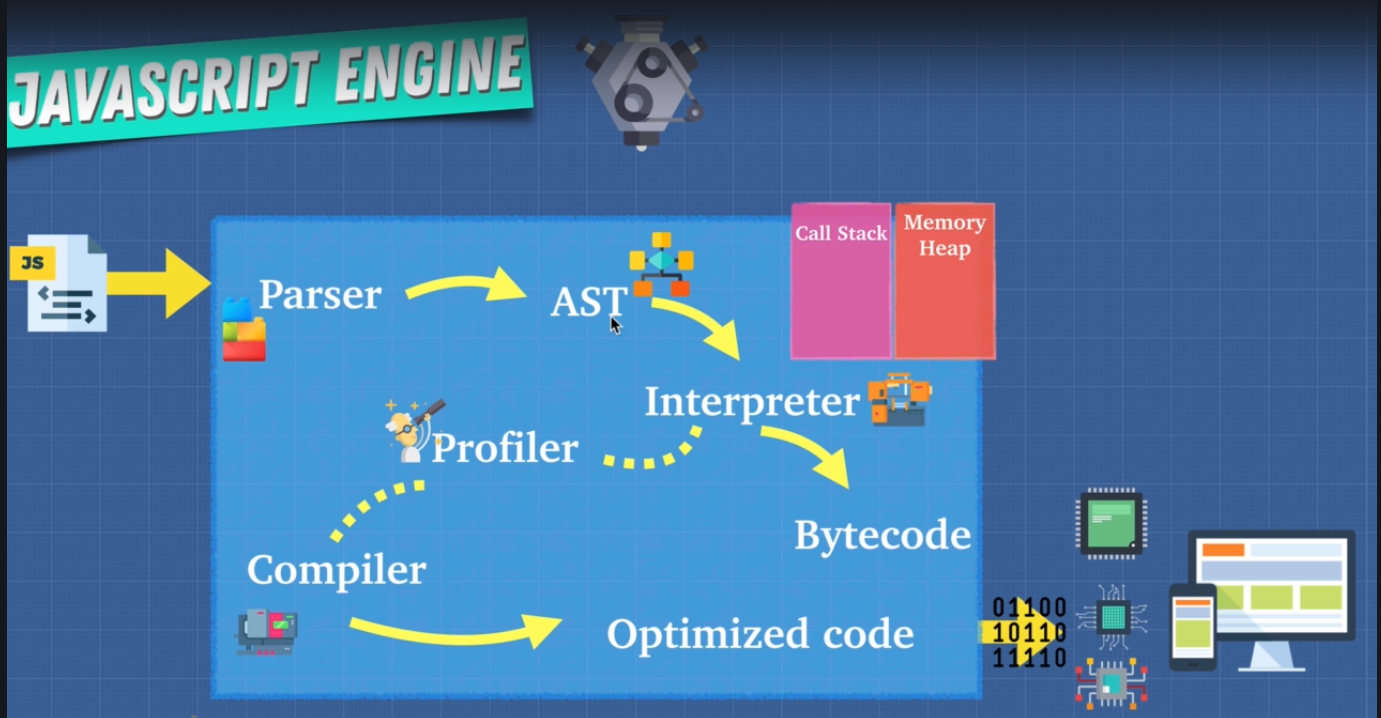 JAVASCRIPT ENGINE
JS
Parser
AST
Call Stack
Memory
Heap
Interpreter
Profiler
Bytecode
Compiler
Optimized code
01100
10110
11110